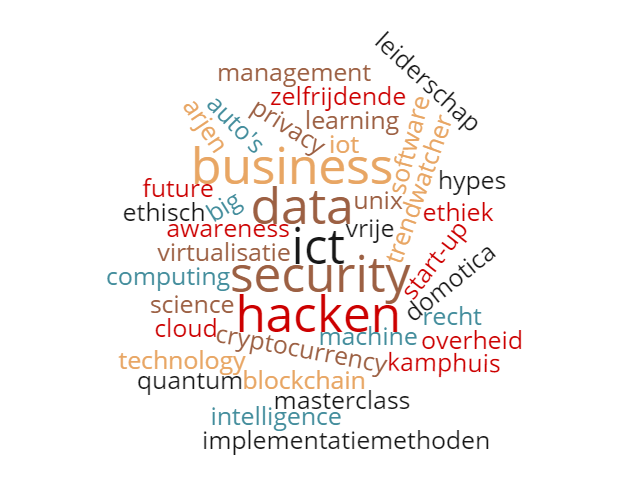 leiderschap
management
zelfrijdende
auto's
arjen
privacy
learning
software
iot
trendwatcher
business
hypes
future
big
data
unix
ethisch
ethiek
awareness
vrije
ict
start-up
virtualisatie
domotica
computing
security
science
hacken
recht
cloud
cryptocurrency
machine
overheid
technology
kamphuis
quantum
blockchain
masterclass
intelligence
implementatiemethoden